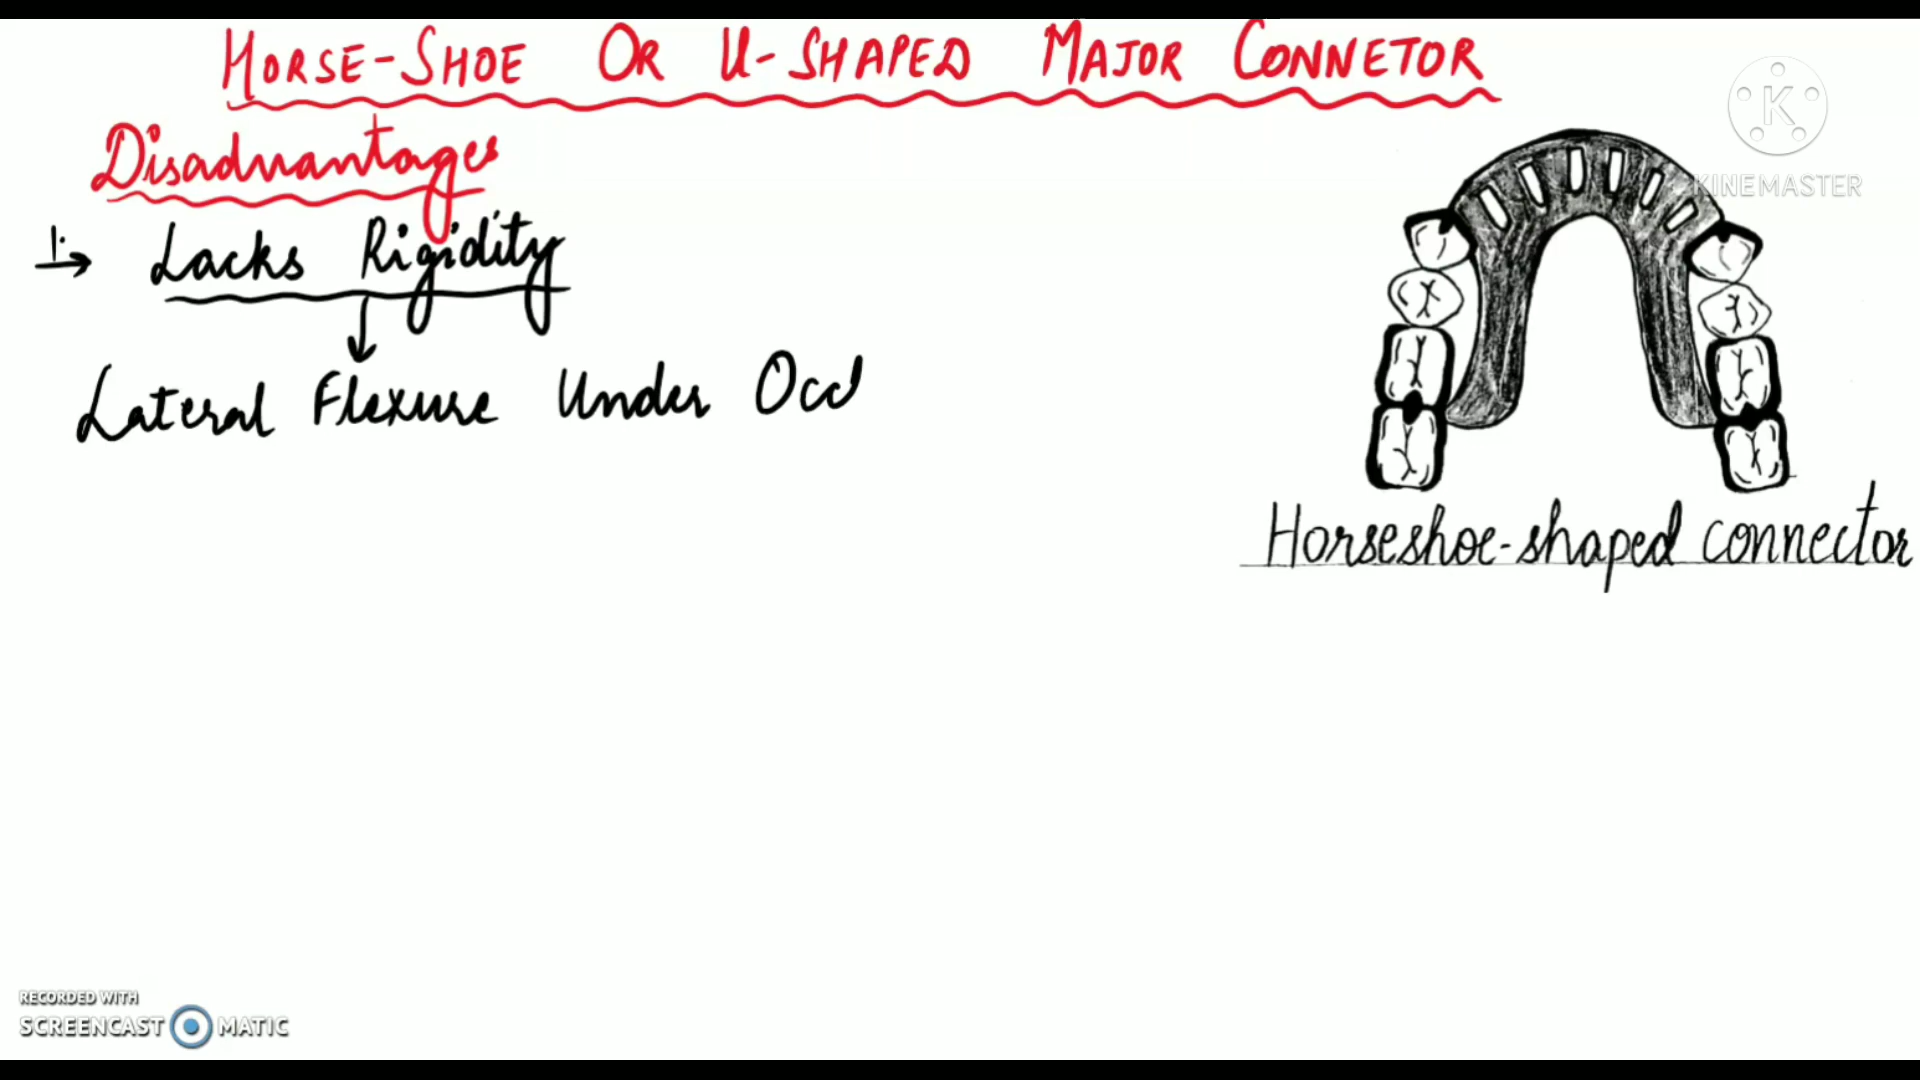 HORSE-SHOE OR U-SHAPED MAJOR CONNETOR
Disadvantages
1. → Lacks Rigidity
Lateral Flexure Under Occl
Horseshoe-shaped connector
K
KINEMASTER
RECORDED WITH
SCREENCAST MATIC